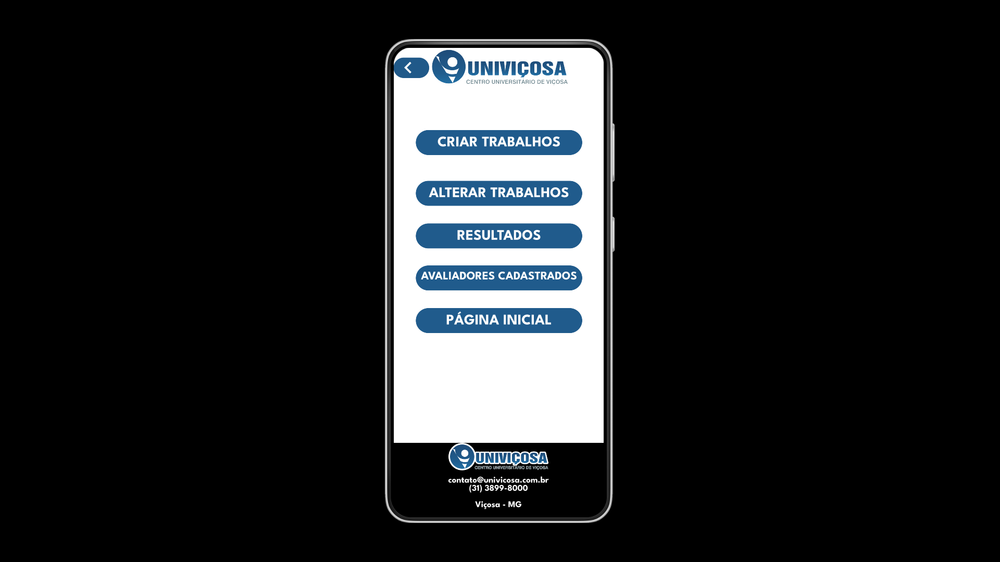 UNIVIÇOSA
CENTRO UNIVERSITÁRIO DE VIÇOSA
CRIAR TRABALHOS
ALTERAR TRABALHOS
RESULTADOS
AVALIADORES CADASTRADOS
PÁGINA INICIAL
UNIVIÇOSA
CENTRO UNIVERSITÁRIO DE VIÇOSA
contato@univicosa.com.br
(31) 3899-8000
Viçosa - MG